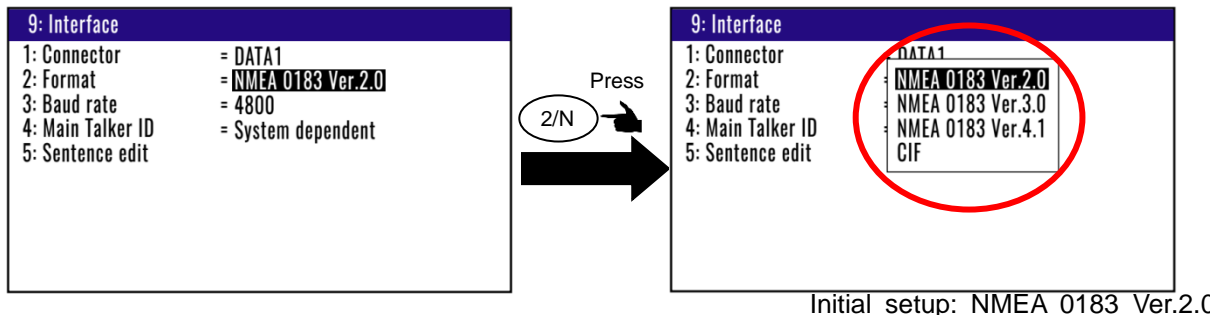 9: Interface
1: Connector = DATA1
2: Format = NMEA 0183 Ver.2.0
3: Baud rate = 4800
4: Main Talker ID = System dependent
5: Sentence edit
Press
2/N
9: Interface
1: Connector = DATA1
2: Format = NMEA 0183 Ver.2.0
3: Baud rate = NMEA 0183 Ver.3.0
4: Main Talker ID = NMEA 0183 Ver.4.1
5: Sentence edit CIF
Initial setup: NMEA 0183 Ver.2.0